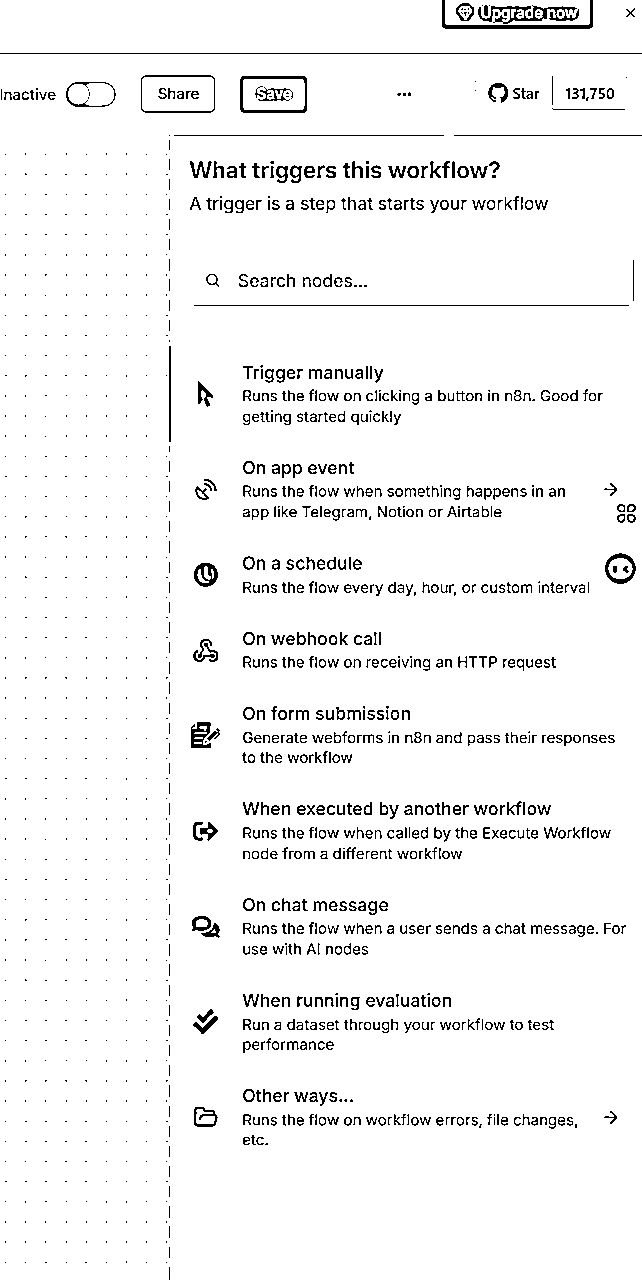 Upgrade now
Inactive
Share
Save
Star
131,750
What triggers this workflow?
A trigger is a step that starts your workflow
Search nodes...
Trigger manually
Runs the flow on clicking a button in n8n. Good for
getting started quickly
On app event
Runs the flow when something happens in an
app like Telegram, Notion or Airtable
On a schedule
Runs the flow every day, hour, or custom interval
On webhook call
Runs the flow on receiving an HTTP request
On form submission
Generate webforms in n8n and pass their responses
to the workflow
When executed by another workflow
Runs the flow when called by the Execute Workflow
node from a different workflow
On chat message
Runs the flow when a user sends a chat message. For
use with AI nodes
When running evaluation
Run a dataset through your workflow to test
performance
Other ways...
Runs the flow on workflow errors, file changes,
etc.